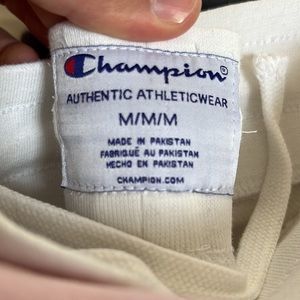 Champion®
AUTHENTIC ATHLETICWEAR
M/M/M
MADE IN PAKISTAN
FABRIQUÉ AU PAKISTAN
HECHO EN PAKISTAN
CHAMPION.COM